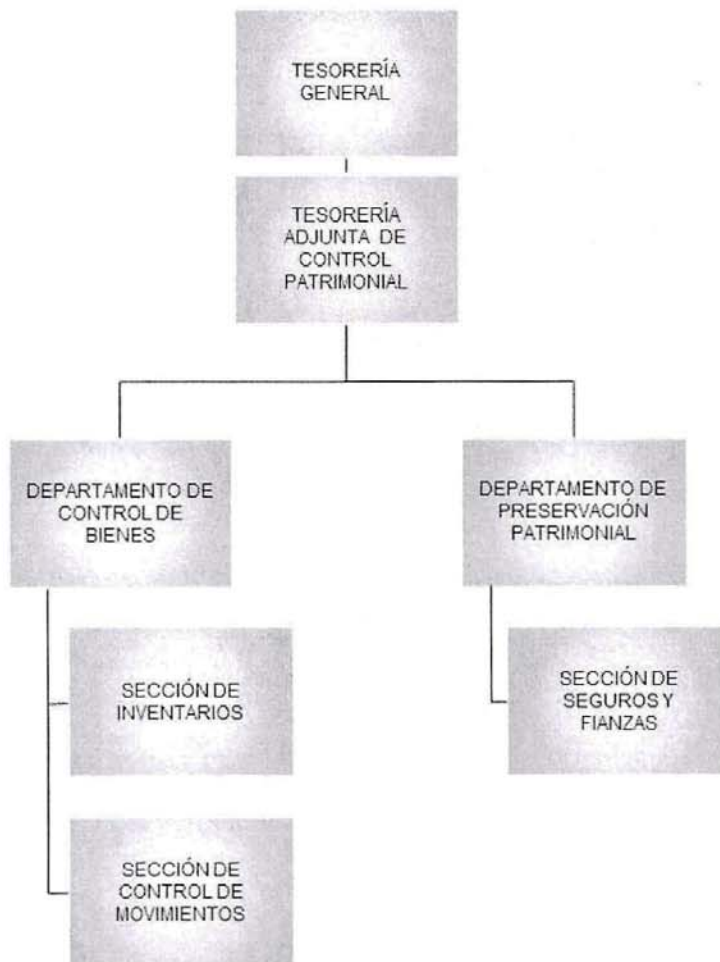 TESORERÍA
GENERAL
TESORERÍA
ADJUNTA DE
CONTROL
PATRIMONIAL
DEPARTAMENTO DE
CONTROL DE
BIENES
DEPARTAMENTO DE
PRESERVACIÓN
PATRIMONIAL
SECCIÓN DE
INVENTARIOS
SECCIÓN DE
CONTROL DE
MOVIMIENTOS
SECCIÓN DE
SEGUROS Y
FIANZAS